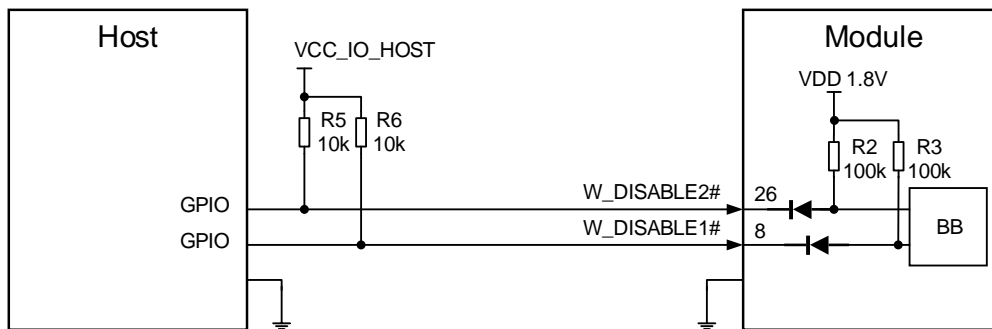 Host
Module
VCC_IO_HOST
VDD 1.8V
R5
10k
R6
10k
R2
100k
R3
100k
GPIO
W_DISABLE2#
26
GPIO
W_DISABLE1#
8
BB